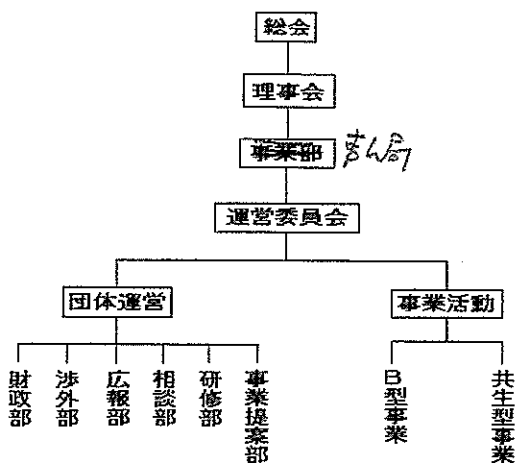 総会
理事会
事業部
運営委員会
団体運営
事業活動
財政部
渉外部
広報部
相談部
研修部
事業提案部
B型事業
共生型事業